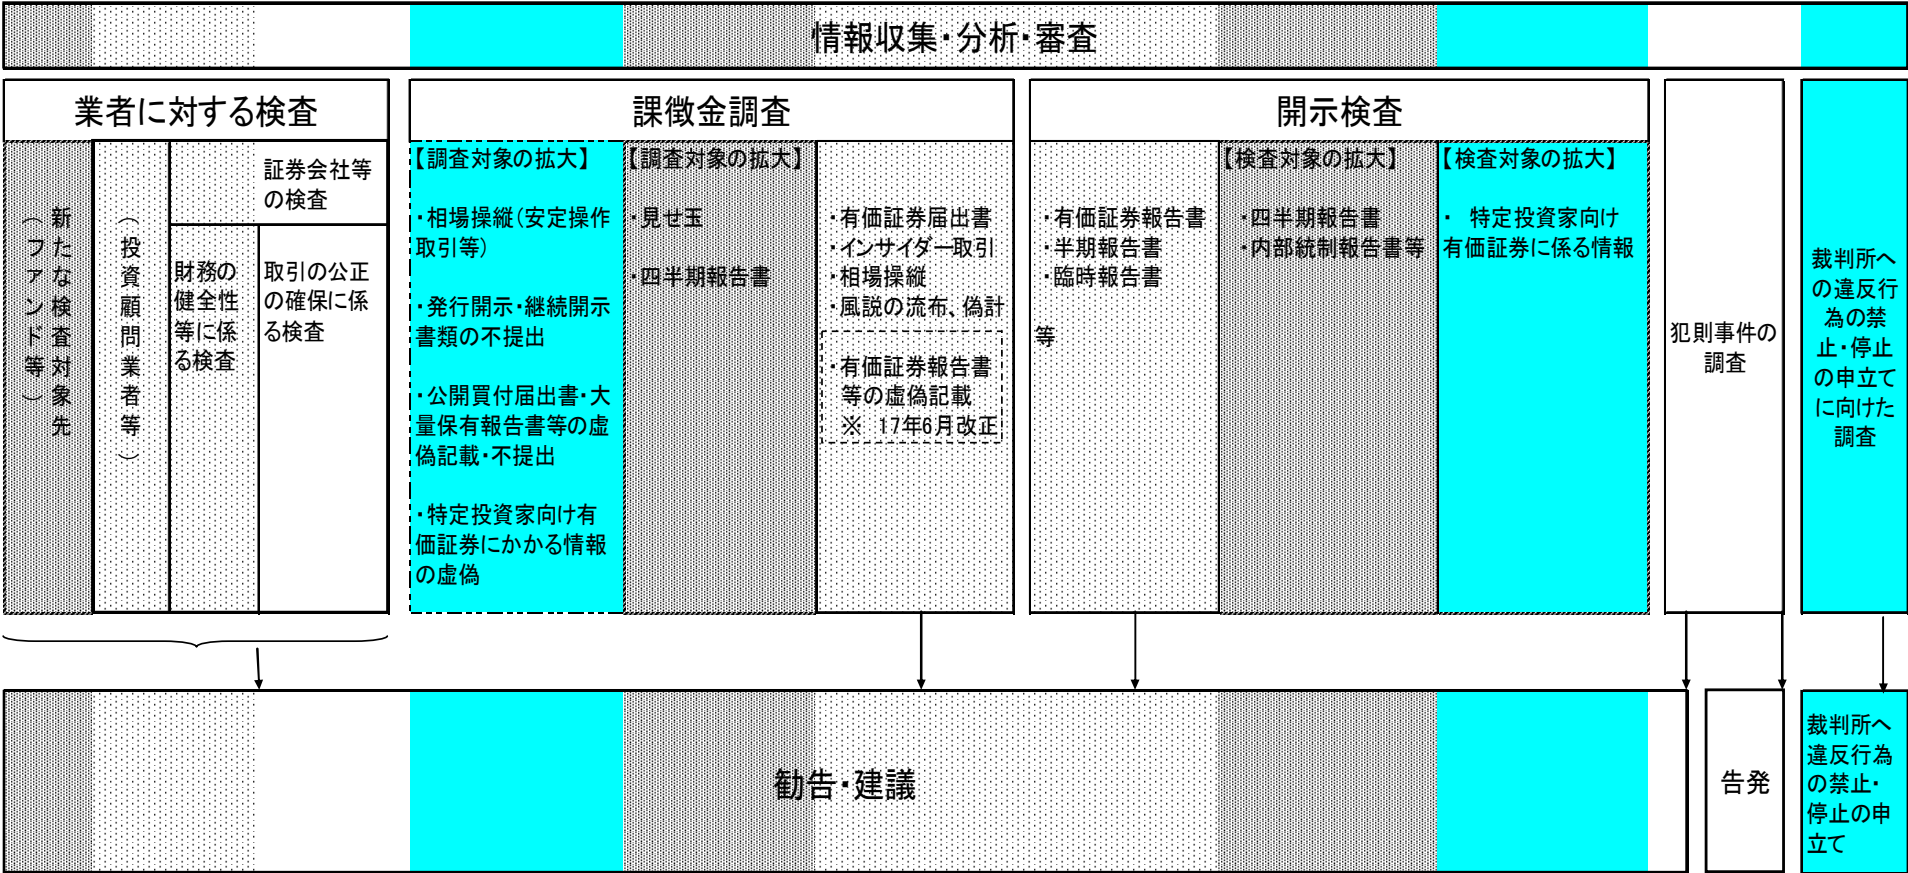 情報収集・分析・審査
業者に対する検査
新たな検査対象先
（ファンド等）
（投資顧問業者等）
証券会社等
の検査
財務の
健全性
等に係
る検査
取引の公正
の確保に係
る検査
課徴金調査
【調査対象の拡大】
・相場操縦(安定操作
取引等)
・発行開示・継続開示
書類の不提出
・公開買付届出書・大
量保有報告書等の虚
偽記載・不提出
・特定投資家向け有
価証券にかかる情報
の虚偽
【調査対象の拡大】
・見せ玉
・四半期報告書
・有価証券届出書
・インサイダー取引
・相場操縦
・風説の流布、偽計
・有価証券報告書
等の虚偽記載
※ 17年6月改正
開示検査
・有価証券報告書
・半期報告書
・臨時報告書
等
【検査対象の拡大】
・四半期報告書
・内部統制報告書等
【検査対象の拡大】
・ 特定投資家向け
有価証券に係る情報
犯則事件の
調査
裁判所へ
の違反行
為の禁
止・停止
の申立て
に向けた
調査
勧告・建議
告発
裁判所へ
違反行為
の禁止・
停止の申
立て